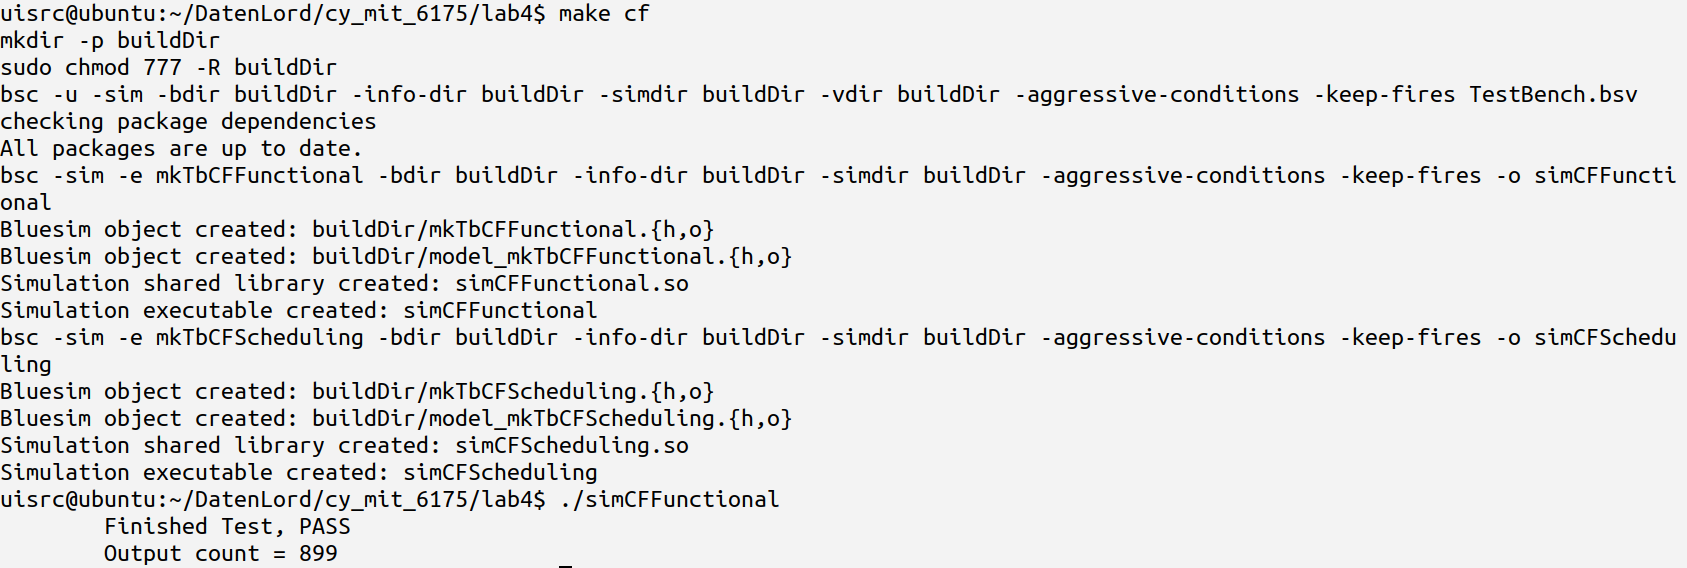 uisrc@ubuntu:~/DatenLord/cy_mit_6175/lab4$ make cf
mkdir -p buildDir
sudo chmod 777 -R buildDir
bsc -u -sim -bdir buildDir -info-dir buildDir -simdir buildDir -vdir buildDir -aggressive-conditions -keep-fires TestBench.bsv
checking package dependencies
All packages are up to date.
bsc -sim -e mkTbCFFunctional -bdir buildDir -info-dir buildDir -simdir buildDir -aggressive-conditions -keep-fires -o simCFFuncti
onal
Bluesim object created: buildDir/mkTbCFFunctional.{h,o}
Bluesim object created: buildDir/model_mkTbCFFunctional.{h,o}
Simulation shared library created: simCFFunctional.so
Simulation executable created: simCFFunctional
bsc -sim -e mkTbCFScheduling -bdir buildDir -info-dir buildDir -simdir buildDir -aggressive-conditions -keep-fires -o simCFSchedu
ling
Bluesim object created: buildDir/mkTbCFScheduling.{h,o}
Bluesim object created: buildDir/model_mkTbCFScheduling.{h,o}
Simulation shared library created: simCFScheduling.so
Simulation executable created: simCFScheduling
uisrc@ubuntu:~/DatenLord/cy_mit_6175/lab4$ ./simCFFunctional
        Finished Test, PASS
        Output count = 899